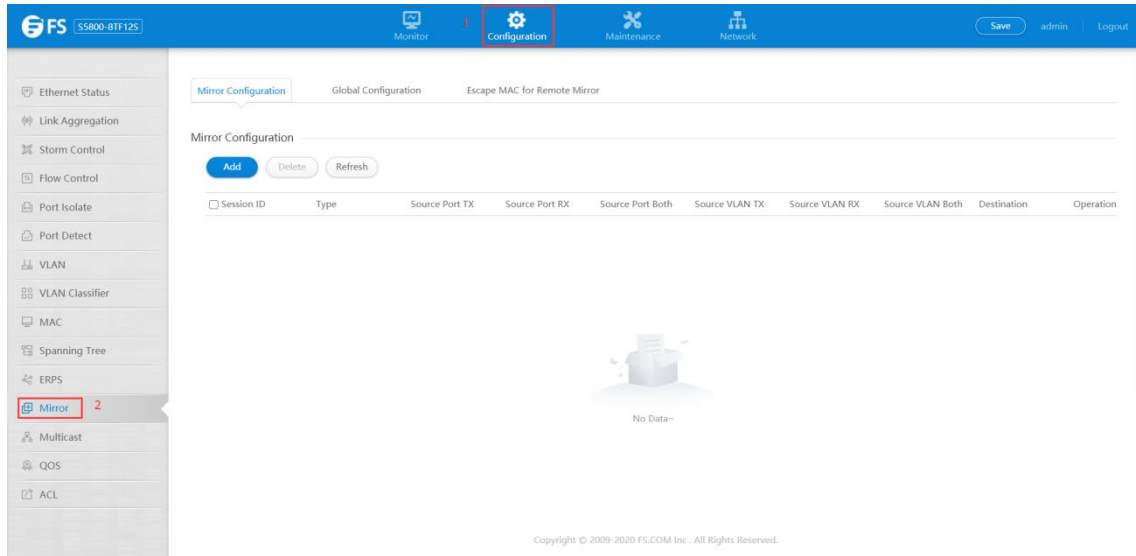 FS S5800-8TF12S
1
Monitor Configuration Maintenance Network
Save admin Logout
Ethernet Status
Link Aggregation
Storm Control
Flow Control
Port Isolate
Port Detect
VLAN
VLAN Classifier
MAC
Spanning Tree
ERPS
Mirror 2
Multicast
QOS
ACL
Mirror Configuration Global Configuration Escape MAC for Remote Mirror
Mirror Configuration
Add Delete Refresh
Session ID Type Source Port TX Source Port RX Source Port Both Source VLAN TX Source VLAN RX Source VLAN Both Destination Operation
No Data~
Copyright © 2009-2020 FS.COM Inc . All Rights Reserved.